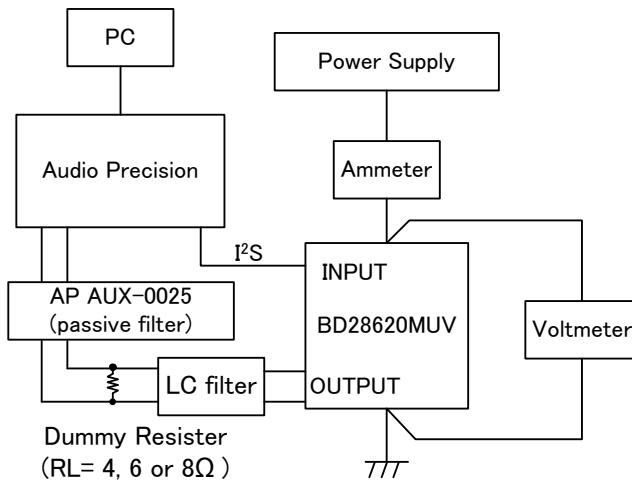 PC
Power Supply
Audio Precision
Ammeter
I²S
INPUT
AP AUX-0025
(passive filter)
BD28620MUV
Voltmeter
LC filter
OUTPUT
Dummy Resister
(RL= 4, 6 or 8Ω )